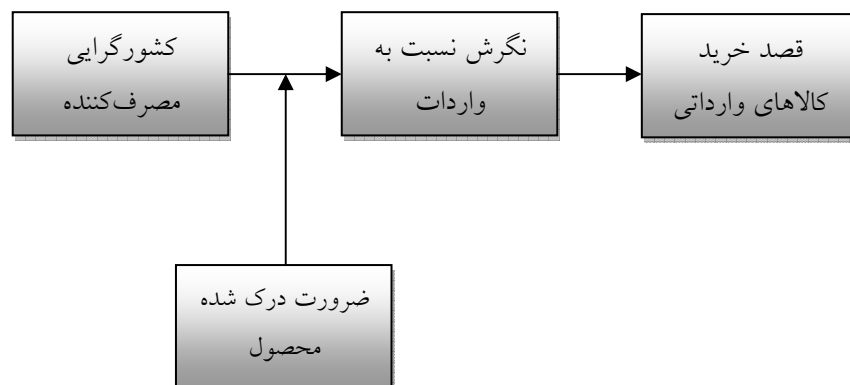 کشورگرایی
مصرف‌کننده
نگرش نسبت به
واردات
قصد خرید
کالاهای وارداتی
ضرورت درک شده
محصول